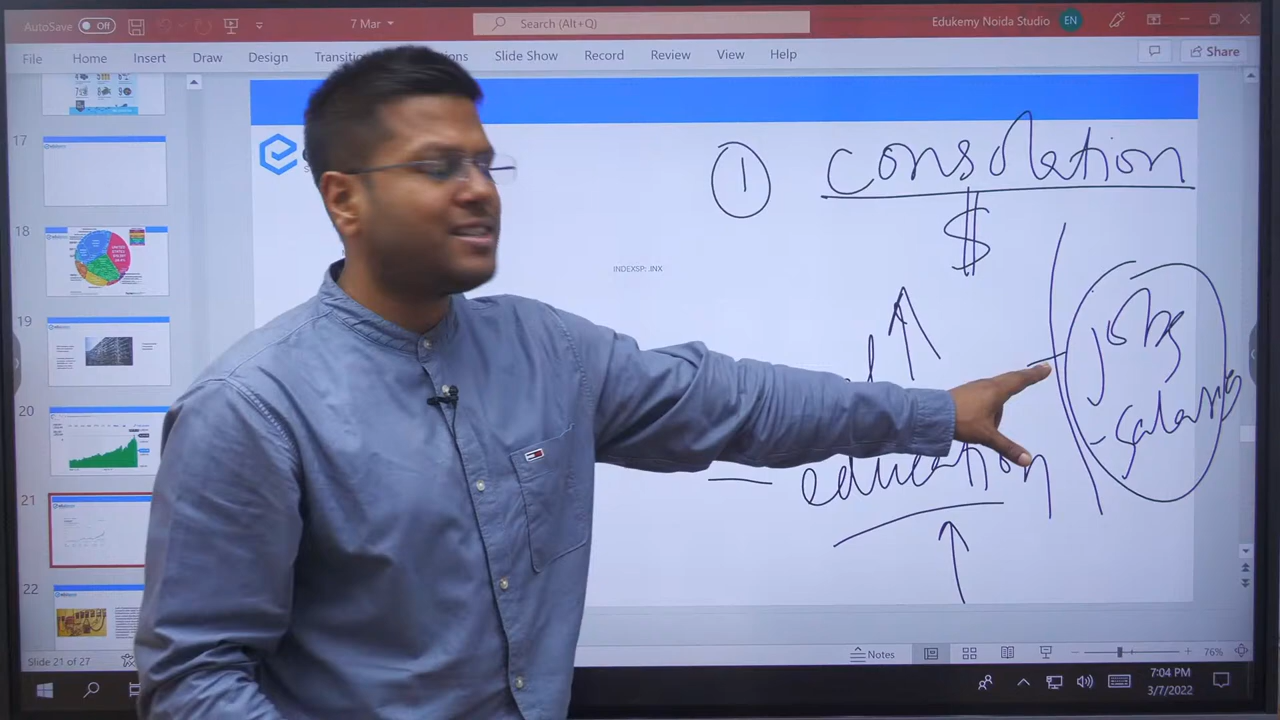 AutoSave Off 7 Mar Search (Alt+Q) Edukemy Noida Studio EN
File Home Insert Draw Design Slide Show Record Review View Help Share
17
18
19
20
21
22
① consolation
$
INDEXSP: .INX
jobs
- salary
education
Notes 76%
Slide 21 of 27
7:04 PM
3/7/2022